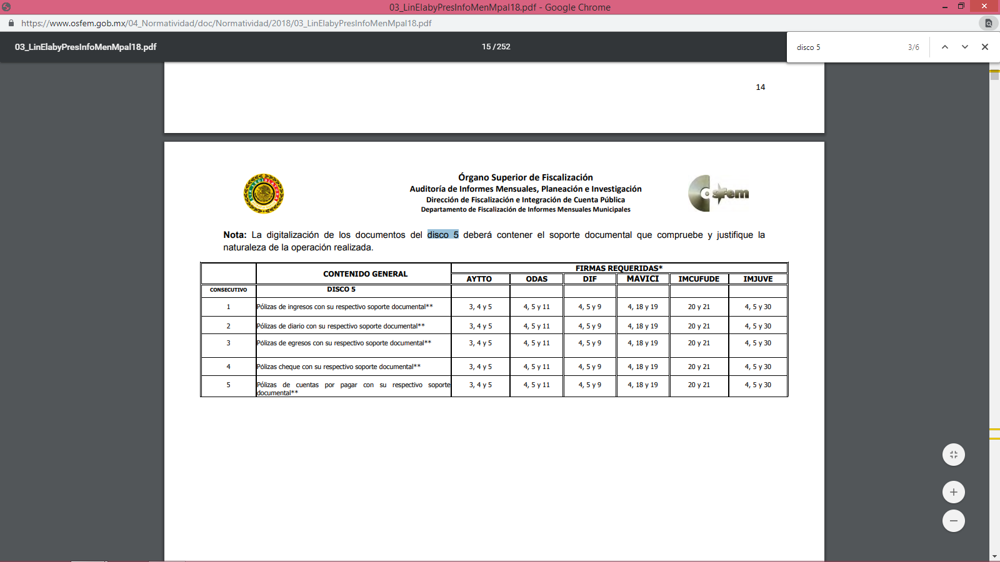 03_LinElabyPresInfoMenMpal18.pdf - Google Chrome
https://www.osfem.gob.mx/04_Normatividad/doc/Normatividad/2018/03_LinElabyPresInfoMenMpal18.pdf
03_LinElabyPresInfoMenMpal18.pdf 15 / 252 disco 5 3/6
14
Órgano Superior de Fiscalización
Auditoría de Informes Mensuales, Planeación e Investigación
Dirección de Fiscalización e Integración de Cuenta Pública
Departamento de Fiscalización de Informes Mensuales Municipales
osfem
Nota: La digitalización de los documentos del disco 5 deberá contener el soporte documental que compruebe y justifique la
naturaleza de la operación realizada.
CONTENIDO GENERAL FIRMAS REQUERIDAS*
AYTTO ODAS DIF MAVICI IMCUFUDE IMJUVE
CONSECUTIVO DISCO 5
1 Pólizas de ingresos con su respectivo soporte documental** 3, 4 y 5 4, 5 y 11 4, 5 y 9 4, 18 y 19 20 y 21 4, 5 y 30
2 Pólizas de diario con su respectivo soporte documental** 3, 4 y 5 4, 5 y 11 4, 5 y 9 4, 18 y 19 20 y 21 4, 5 y 30
3 Pólizas de egresos con su respectivo soporte documental** 3, 4 y 5 4, 5 y 11 4, 5 y 9 4, 18 y 19 20 y 21 4, 5 y 30
4 Pólizas cheque con su respectivo soporte documental** 3, 4 y 5 4, 5 y 11 4, 5 y 9 4, 18 y 19 20 y 21 4, 5 y 30
5 Pólizas de cuentas por pagar con su respectivo soporte 3, 4 y 5 4, 5 y 11 4, 5 y 9 4, 18 y 19 20 y 21 4, 5 y 30
documental**